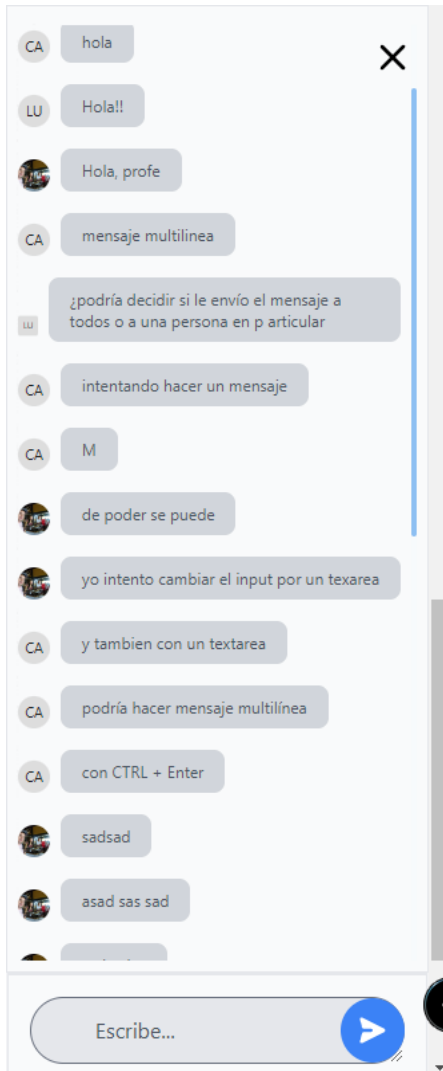 CA
hola
LU
Hola!!
Hola, profe
CA
mensaje multilinea
LU
¿podría decidir si le envío el mensaje a
todos o a una persona en p articular
CA
intentando hacer un mensaje
CA
M
de poder se puede
yo intento cambiar el input por un texarea
CA
y tambien con un textarea
CA
podría hacer mensaje multilínea
CA
con CTRL + Enter
sadsad
asad sas sad
Escribe...